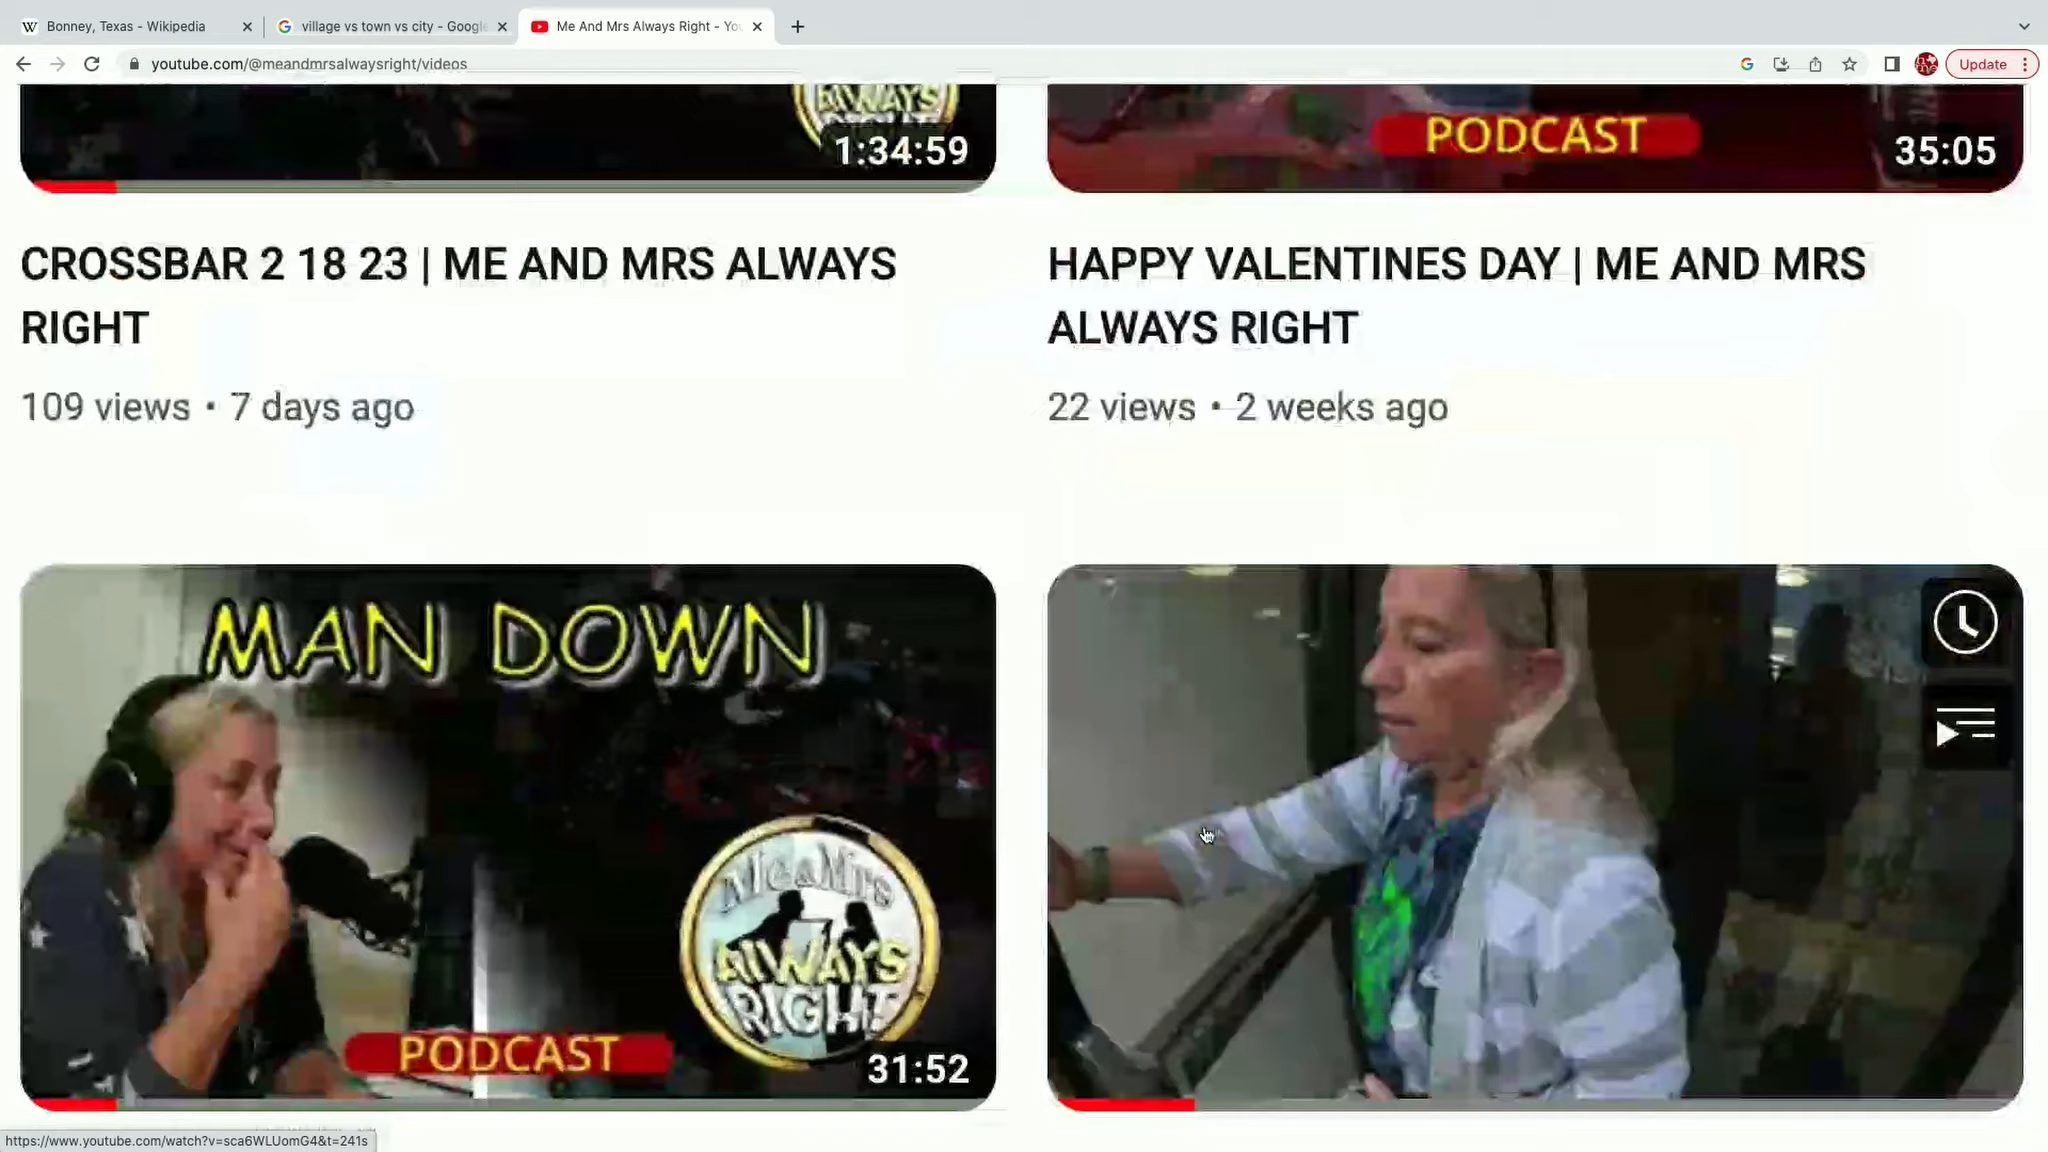 Bonney, Texas - Wikipedia
village vs town vs city - Google
Me And Mrs Always Right - You
youtube.com/@meandmrsalwaysright/videos
Update
ALWAYS
1:34:59
PODCAST
35:05
CROSSBAR 2 18 23 | ME AND MRS ALWAYS
RIGHT
109 views • 7 days ago
HAPPY VALENTINES DAY | ME AND MRS
ALWAYS RIGHT
22 views • 2 weeks ago
MAN DOWN
Me & Mrs
ALWAYS
RIGHT
PODCAST
31:52
https://www.youtube.com/watch?v=sca6WLUomG4&t=241s